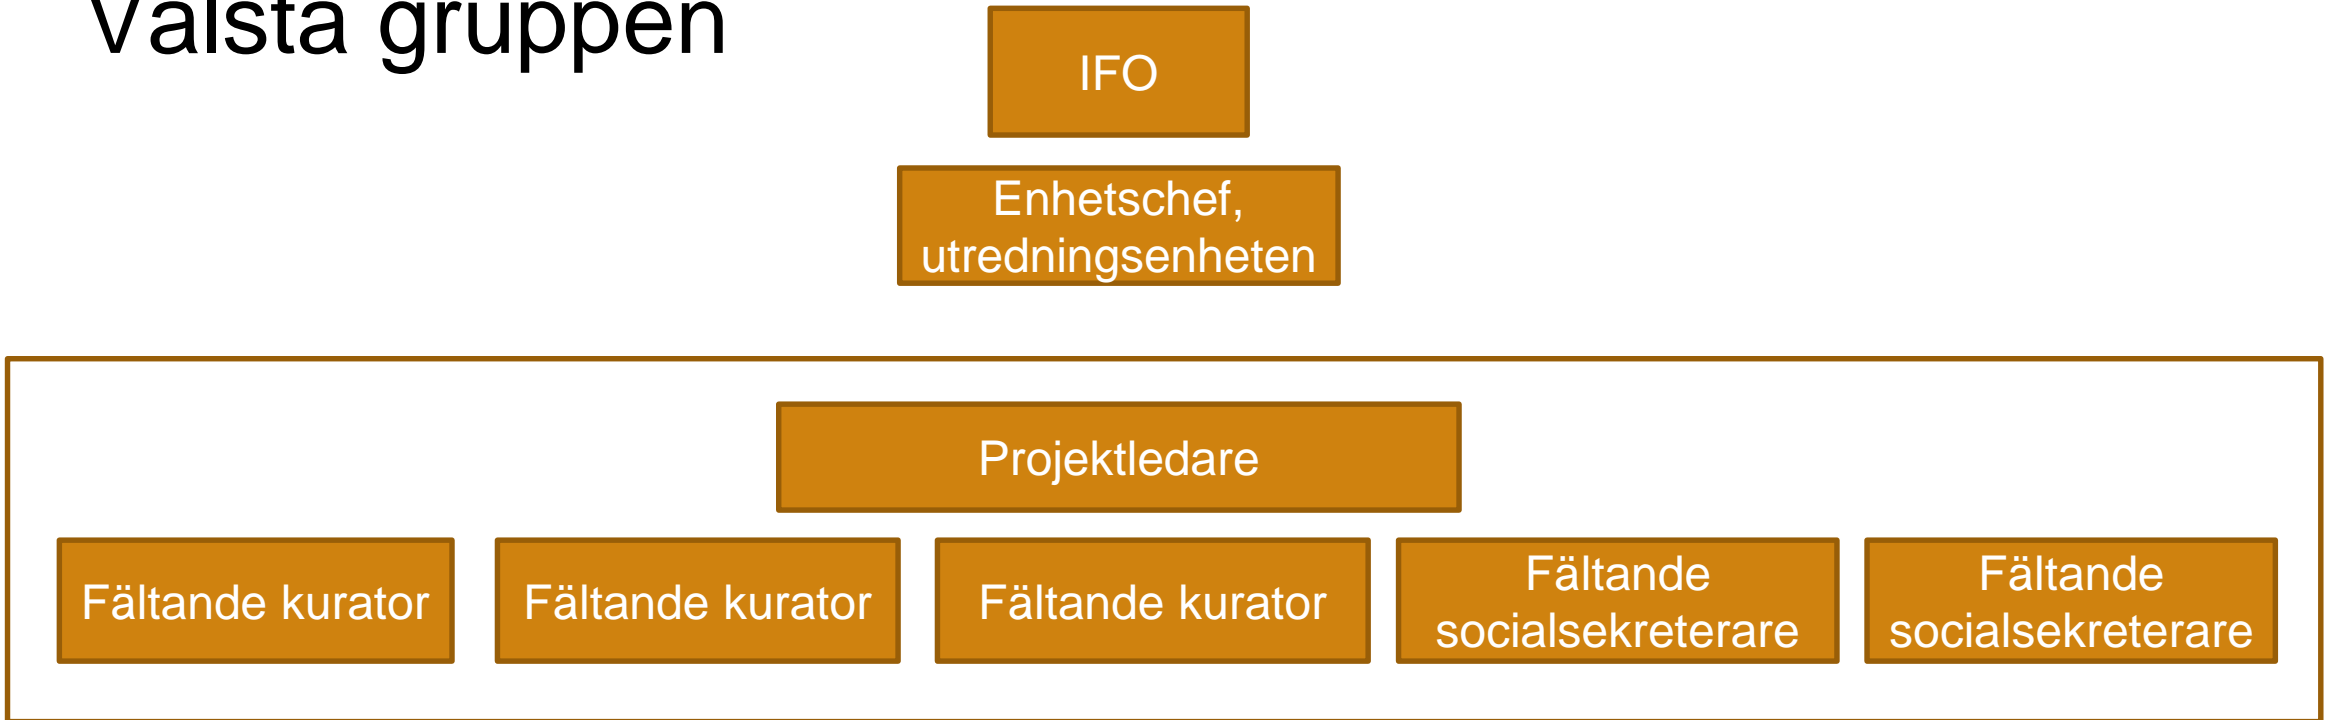 Valsta gruppen
IFO
Enhetschef,
utredningsenheten
Projektledare
Fältande kurator
Fältande kurator
Fältande kurator
Fältande
socialsekreterare
Fältande
socialsekreterare